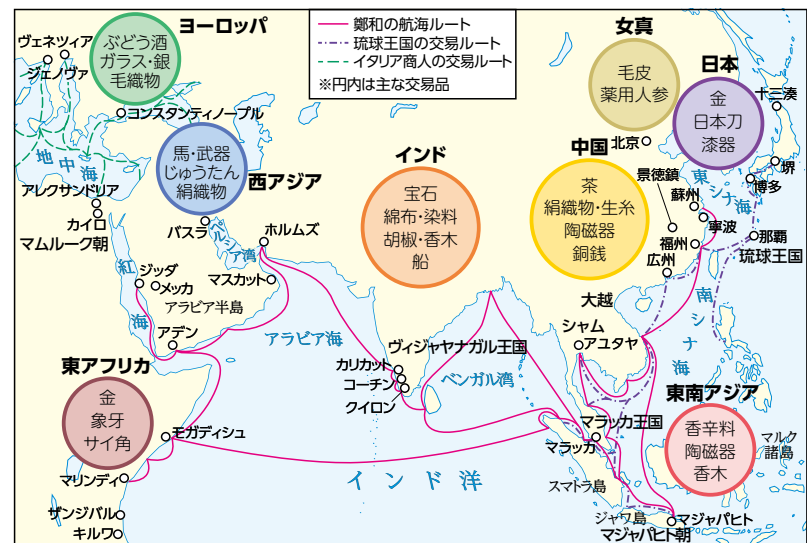 鄭和の航海ルート
琉球王国の交易ルート
イタリア商人の交易ルート
※円内は主な交易品
ヨーロッパ
ぶどう酒
ガラス・銀
毛織物
ヴェネツィア
ジェノヴァ
コンスタンティノープル
地中海
アレクサンドリア
カイロ
マムルーク朝
馬・武器
じゅうたん
絹織物
西アジア
バスラ
ペルシア湾
ホルムズ
マスカット
紅海
ジッダ
メッカ
アラビア半島
アデン
アラビア海
インド
宝石
綿布・染料
胡椒・香木
船
ヴィジャヤナガル王国
カリカット
コーチン
クイロン
ベンガル湾
東アフリカ
金
象牙
サイ角
モガディシュ
マリンディ
ザンジバル
キルワ
インド洋
女真
毛皮
薬用人参
日本
金
日本刀
漆器
十三湊
堺
博多
北京
中国
茶
絹織物・生糸
陶磁器
銅銭
景徳鎮
蘇州
寧波
福州
広州
東シナ海
那覇
琉球王国
大越
南シナ海
シャム
アユタヤ
東南アジア
香辛料
陶磁器
香木
マルク
諸島
マラッカ王国
マラッカ
スマトラ島
ジャワ島
マジャパヒト
マジャパヒト朝